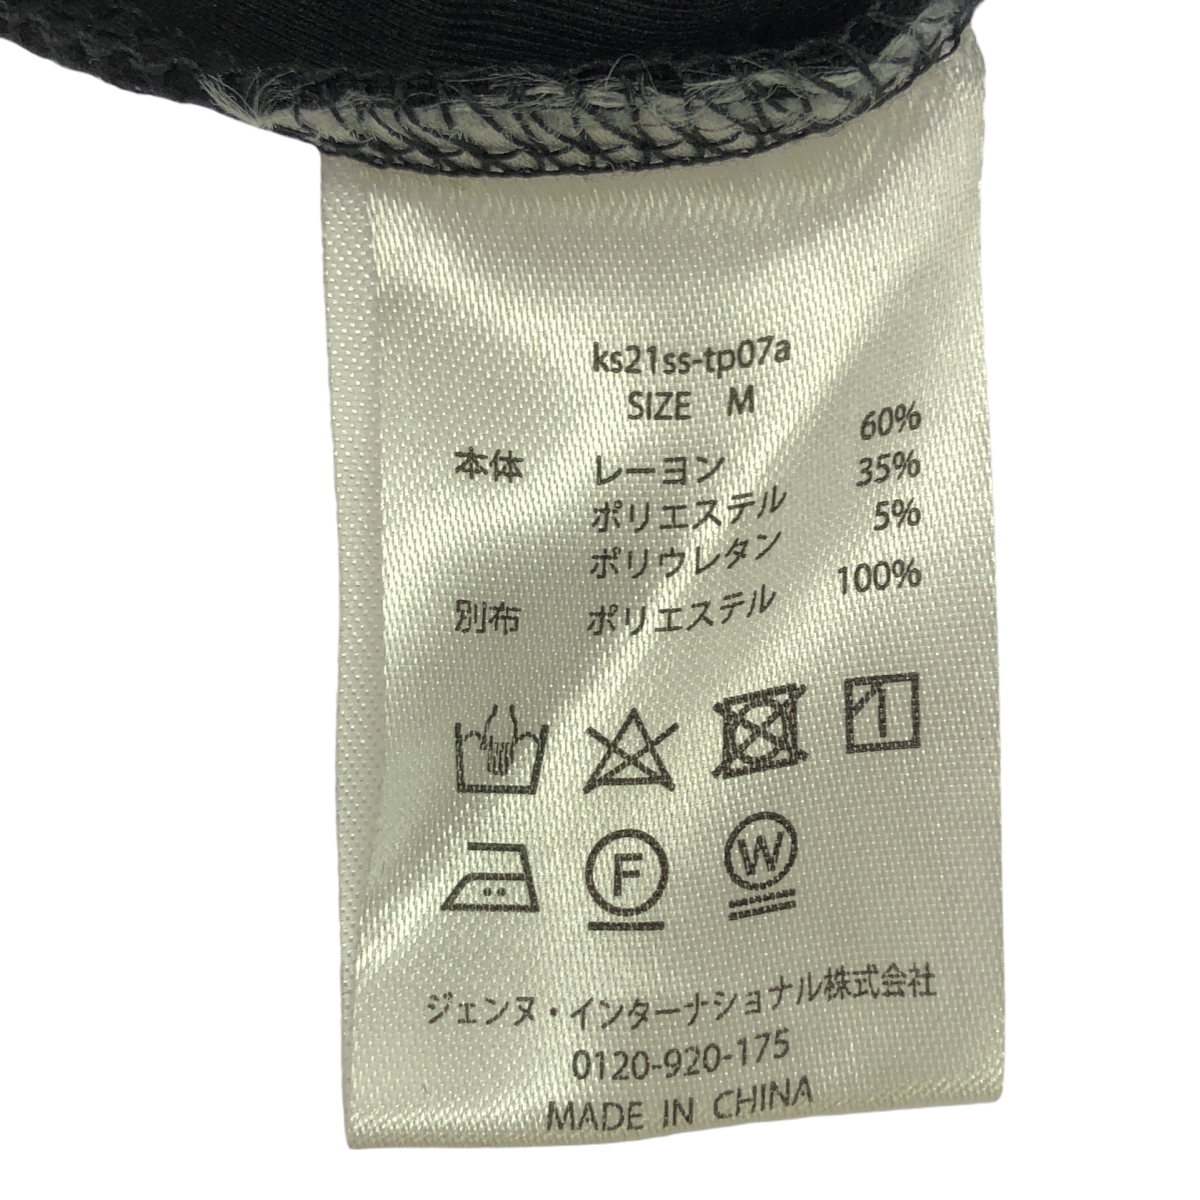 ks21ss-tp07a
SIZE M
本体 レーヨン 60%
ポリエステル 35%
ポリウレタン 5%
別布 ポリエステル 100%
F W
ジェンヌ・インターナショナル株式会社
0120-920-175
MADE IN CHINA